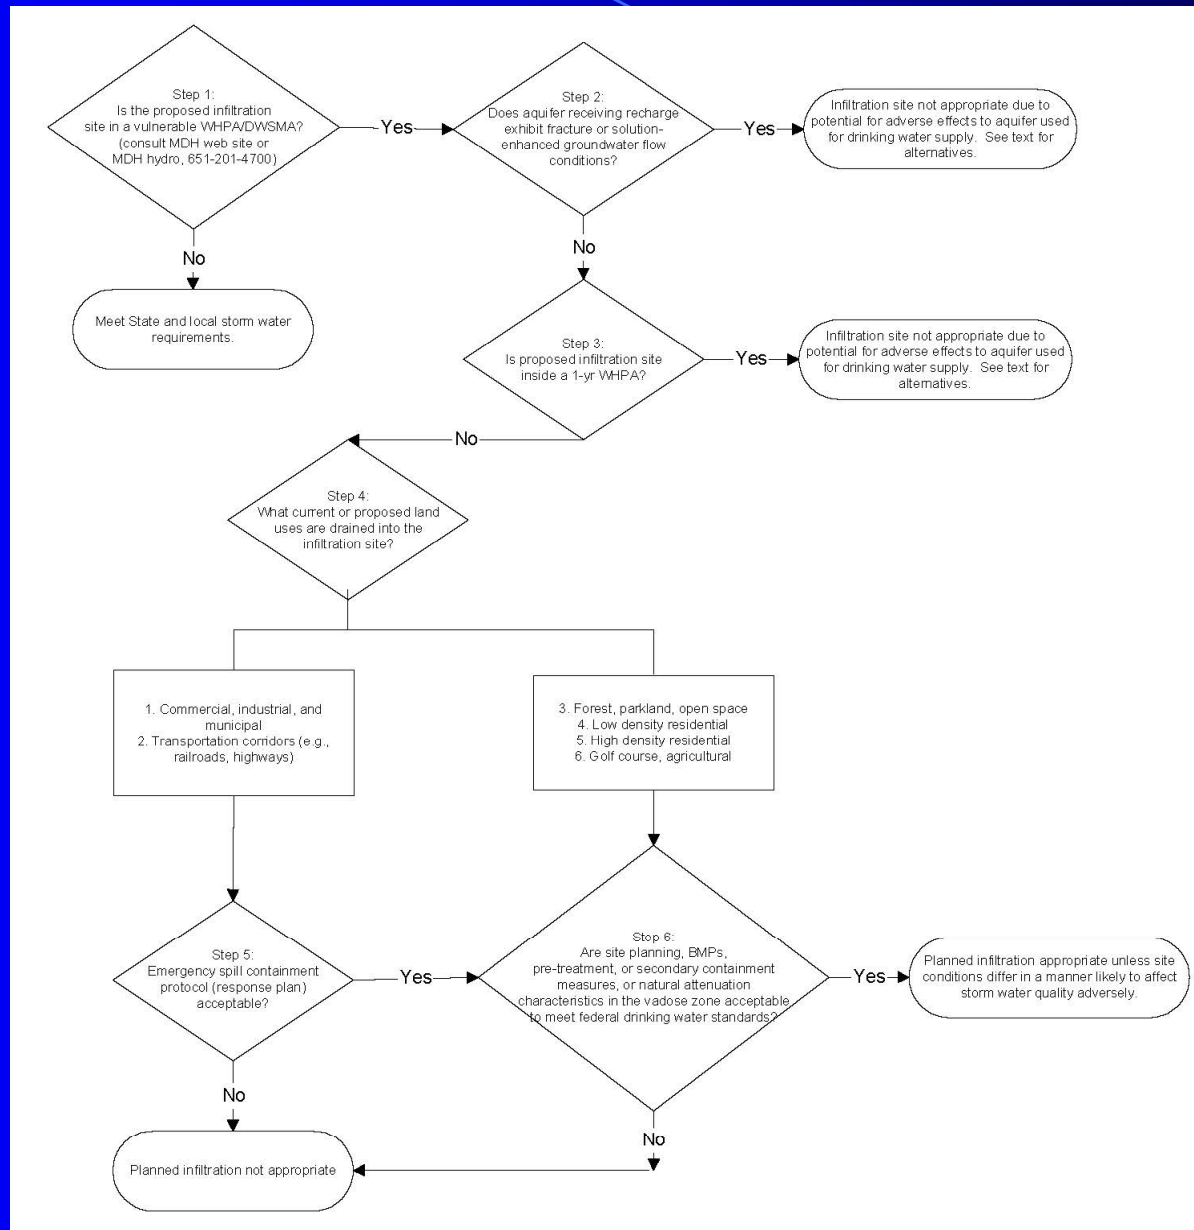 Step 1:
Is the proposed infiltration
site in a vulnerable WHPA/DWSMA?
(consult MDH web site or
MDH hydro, 651-201-4700)
Yes
Step 2:
Does aquifer receiving recharge
exhibit fracture or solution-
enhanced groundwater flow
conditions?
Yes
Infiltration site not appropriate due to
potential for adverse effects to aquifer used
for drinking water supply. See text for
alternatives.
No
Meet State and local storm water
requirements.
No
Step 3:
Is proposed infiltration site
inside a 1-yr WHPA?
Yes
Infiltration site not appropriate due to
potential for adverse effects to aquifer used
for drinking water supply. See text for
alternatives.
No
Step 4:
What current or proposed land
uses are drained into the
infiltration site?
1. Commercial, industrial, and
municipal
2. Transportation corridors (e.g.,
railroads, highways)
3. Forest, parkland, open space
4. Low density residential
5. High density residential
6. Golf course, agricultural
Step 5:
Emergency spill containment
protocol (response plan)
acceptable?
Yes
Stop 6:
Are site planning, BMPs,
pre-treatment, or secondary containment
measures, or natural attenuation
characteristics in the vadose zone acceptable
to meet federal drinking water standards?
Yes
Planned infiltration appropriate unless site
conditions differ in a manner likely to affect
storm water quality adversely.
No
Planned infiltration not appropriate
No